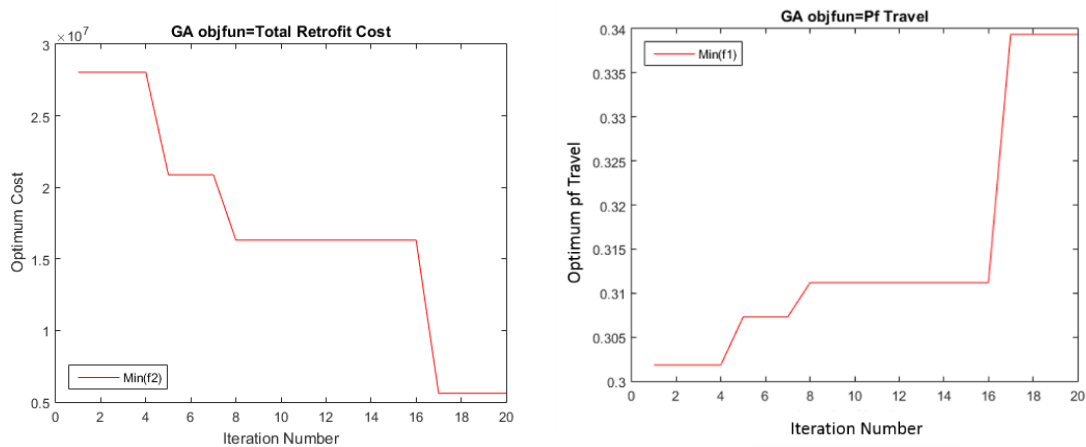 GA objfun=Total Retrofit Cost
×10⁷
3
2.5
2
1.5
1
0.5
Optimum Cost
Min(f2)
0 2 4 6 8 10 12 14 16 18 20
Iteration Number
GA objfun=Pf Travel
0.34
0.335
0.33
0.325
0.32
0.315
0.31
0.305
0.3
Optimum pf Travel
Min(f1)
0 2 4 6 8 10 12 14 16 18 20
Iteration Number